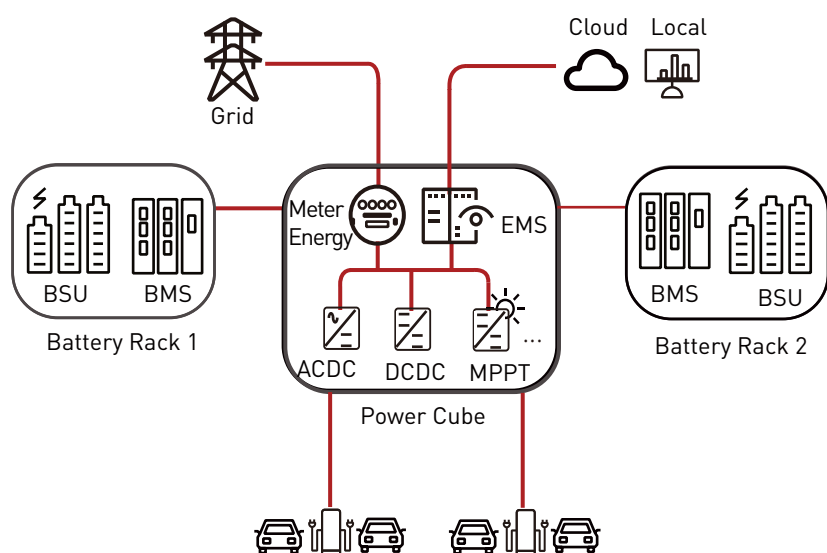 Cloud Local
Grid
Meter
Energy
EMS
BSU BMS
BMS BSU
Battery Rack 1
Battery Rack 2
ACDC DCDC MPPT ...
Power Cube